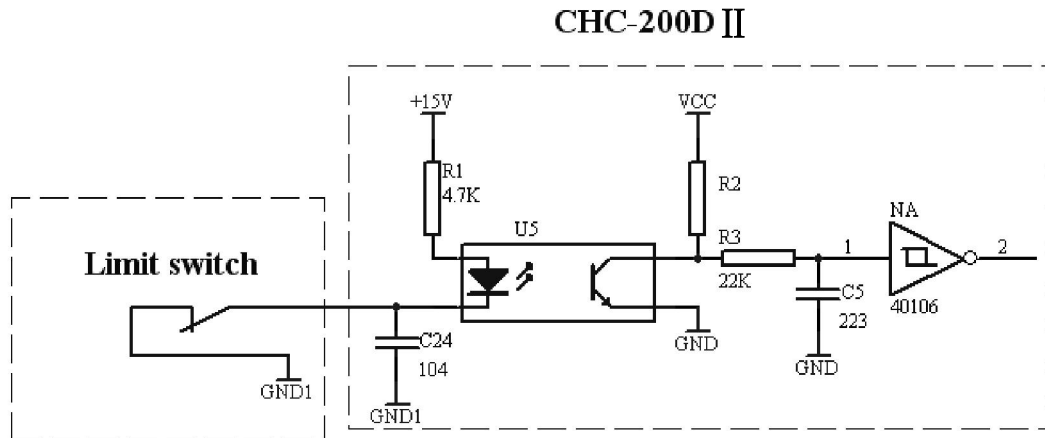 CHC-200D Ⅱ
+15V
VCC
R1
4.7K
R2
U5
R3
22K
NA
1
2
40106
C5
223
GND
GND
Limit switch
C24
104
GND1
GND1